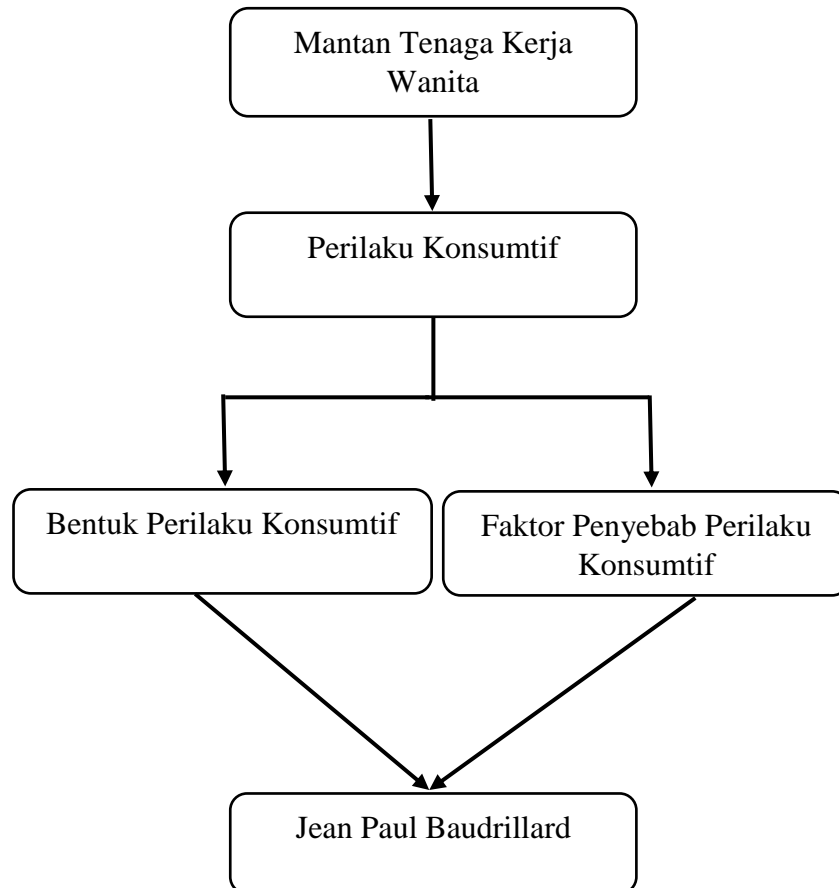 Mantan Tenaga Kerja
Wanita
Perilaku Konsumtif
Bentuk Perilaku Konsumtif
Faktor Penyebab Perilaku
Konsumtif
Jean Paul Baudrillard